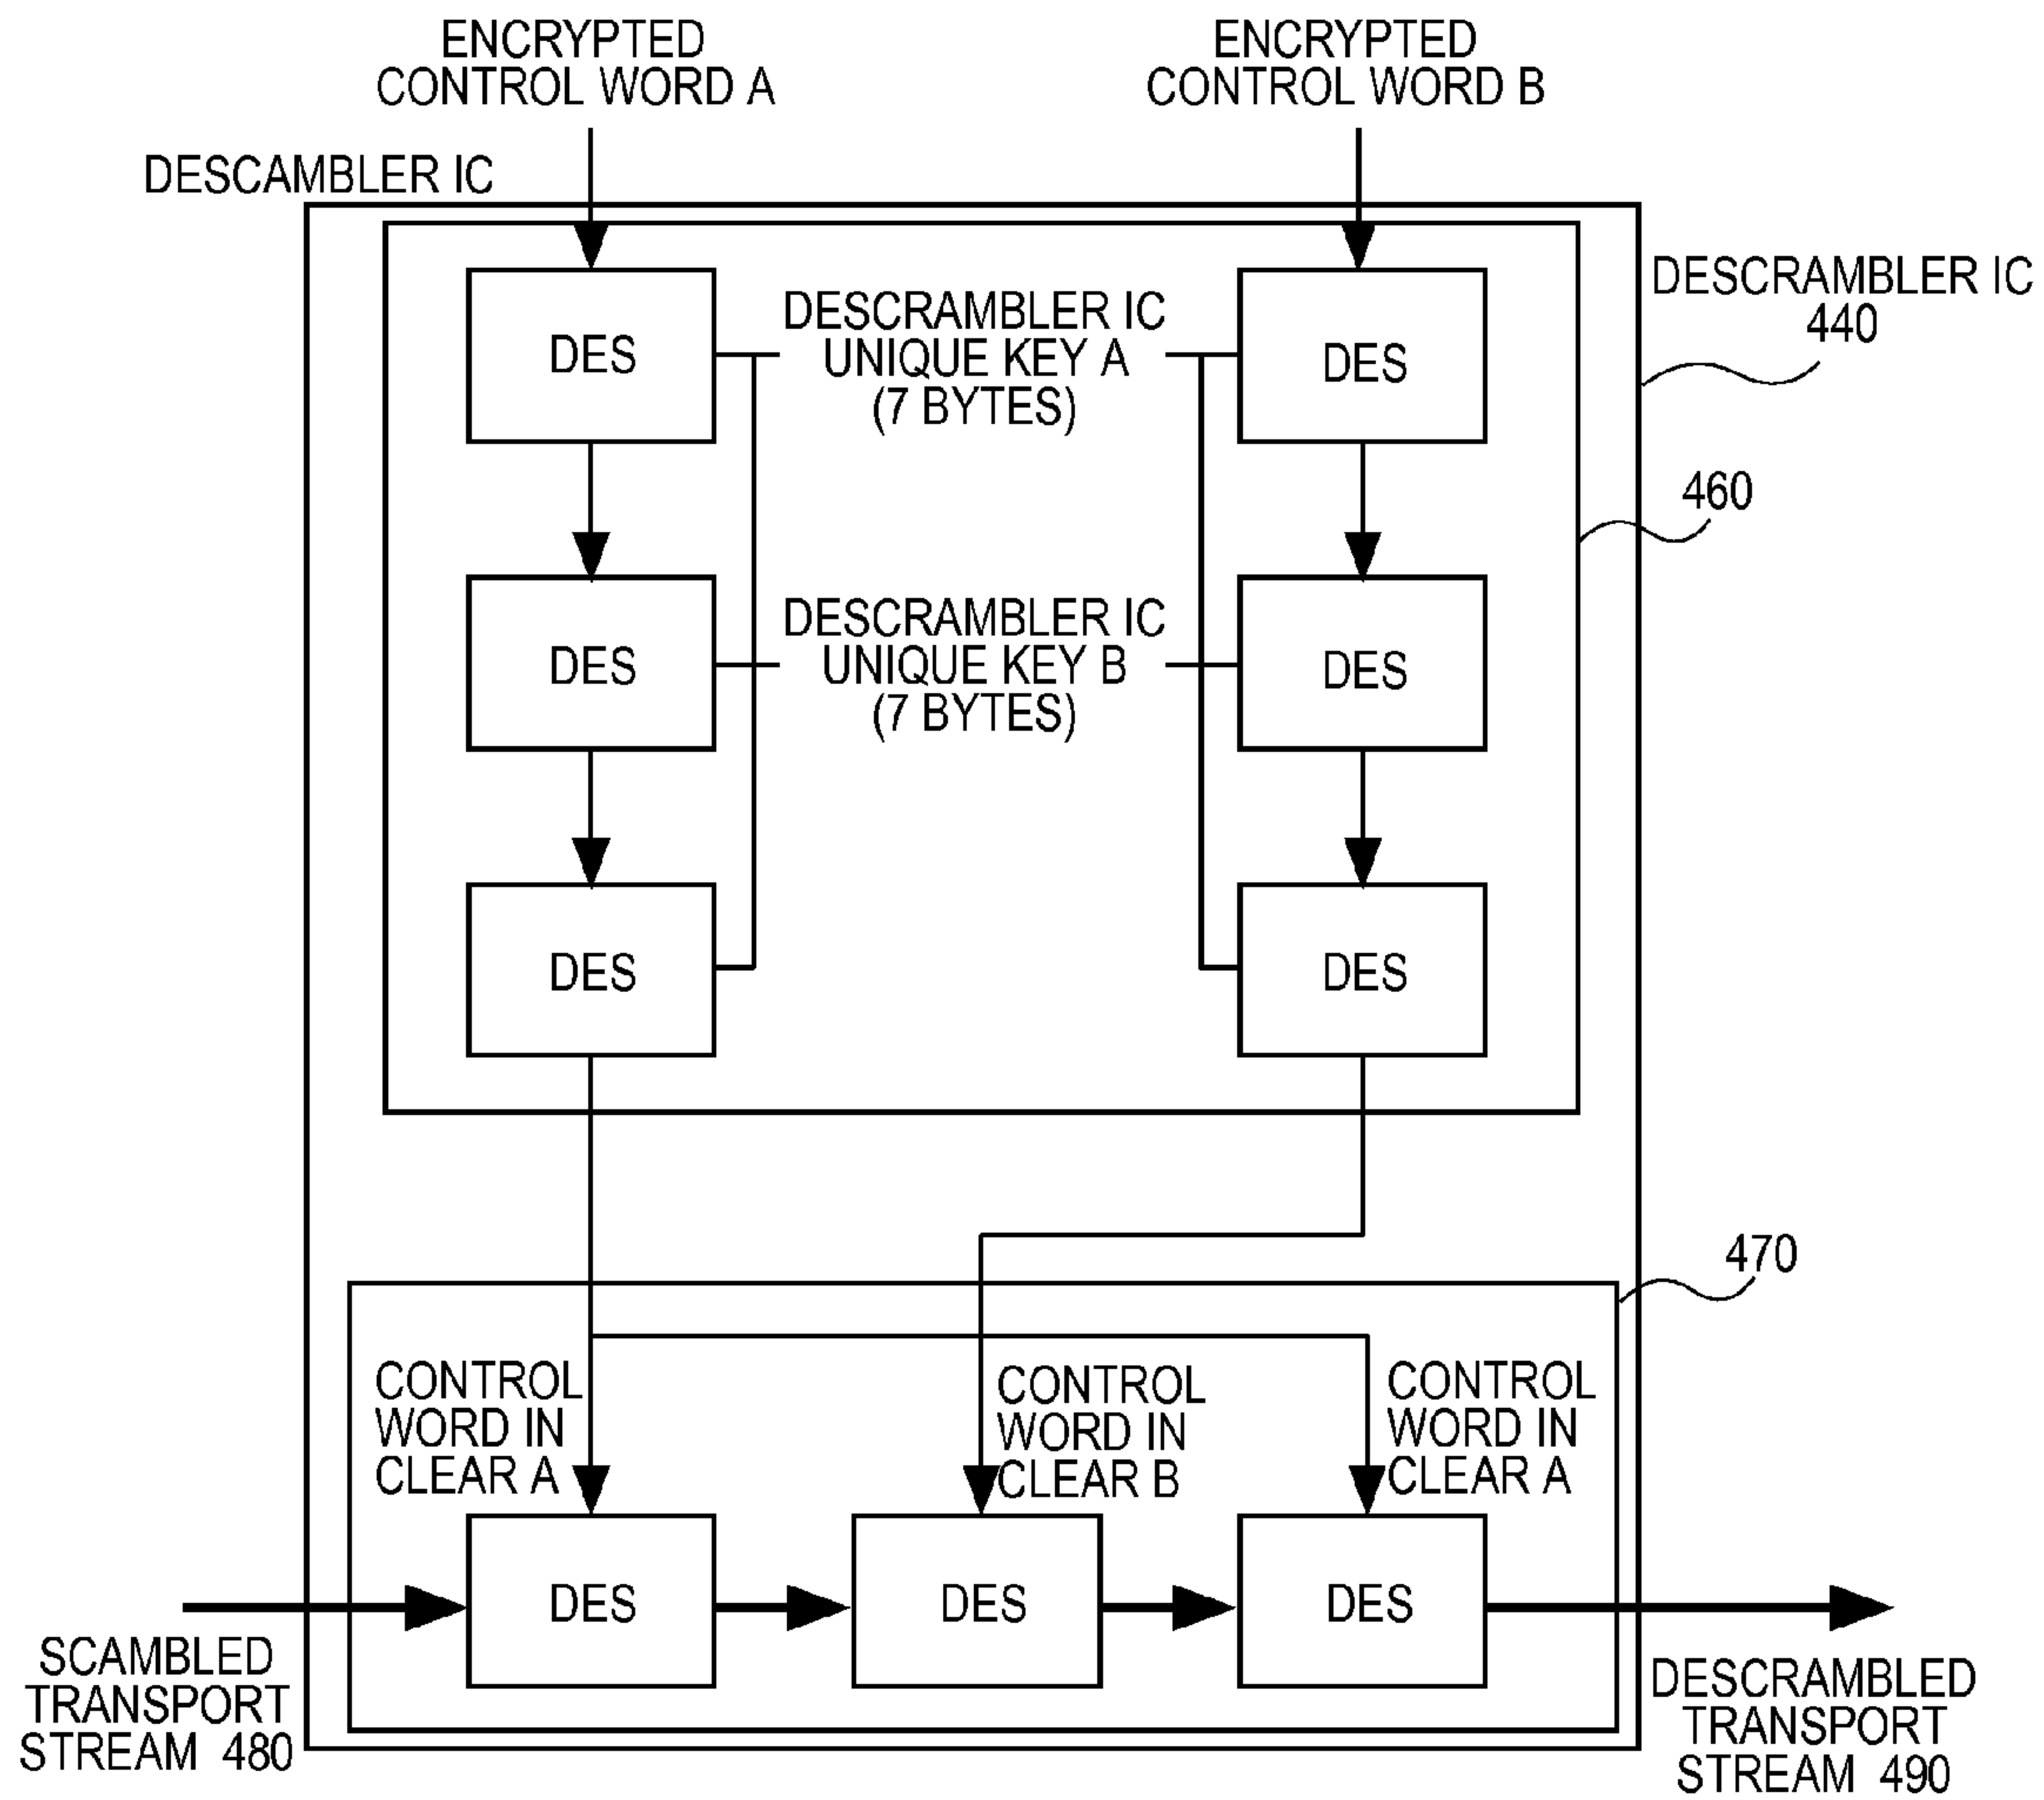 ENCRYPTED
CONTROL WORD A
ENCRYPTED
CONTROL WORD B
DESCAMBLER IC
DESCRAMBLER IC
440
DES
DESCRAMBLER IC
UNIQUE KEY A
(7 BYTES)
DES
460
DES
DESCRAMBLER IC
UNIQUE KEY B
(7 BYTES)
DES
DES
DES
470
CONTROL
WORD IN
CLEAR A
CONTROL
WORD IN
CLEAR B
CONTROL
WORD IN
CLEAR A
DES
DES
DES
SCAMBLED
TRANSPORT
STREAM 480
DESCRAMBLED
TRANSPORT
STREAM 490